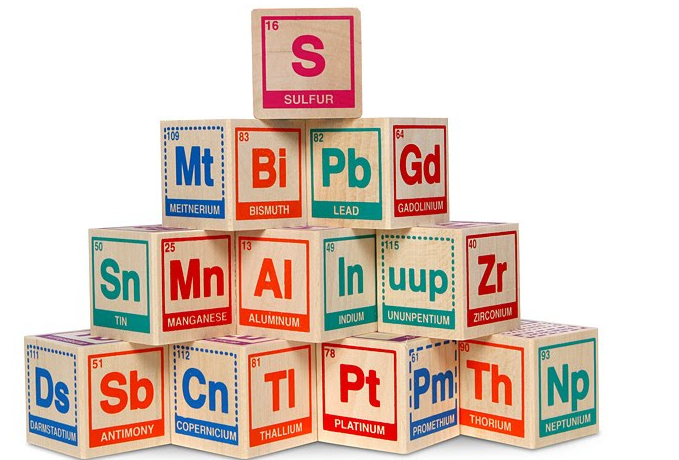 16
S
SULFUR
109
Mt
MEITNERIUM
83
Bi
BISMUTH
82
Pb
LEAD
64
Gd
GADOLINIUM
50
Sn
TIN
25
Mn
MANGANESE
13
Al
ALUMINUM
49
In
INDIUM
115
uup
UNUNPENTIUM
40
Zr
ZIRCONIUM
111
Ds
DARMSTADTIUM
51
Sb
ANTIMONY
112
Cn
COPERNICIUM
81
Tl
THALLIUM
78
Pt
PLATINUM
61
Pm
PROMETHIUM
90
Th
THORIUM
93
Np
NEPTUNIUM